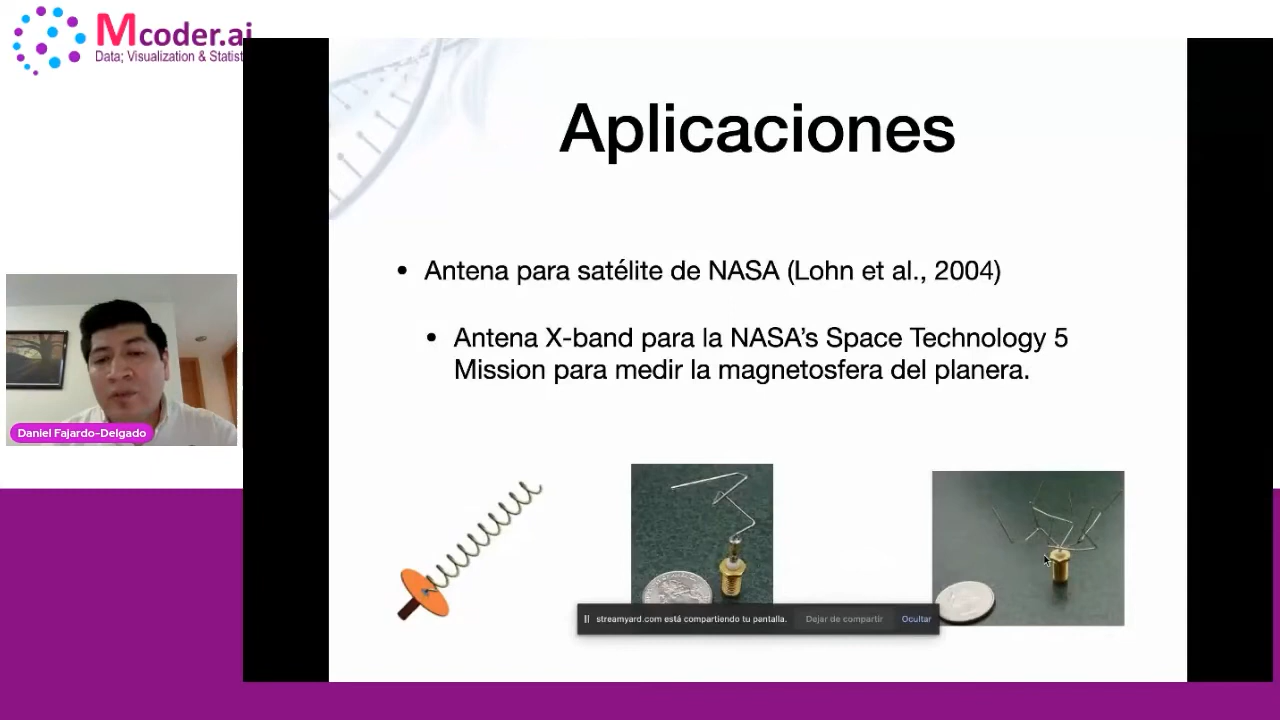 Mcoder.ai
Data; Visualization & Statist
Aplicaciones
• Antena para satélite de NASA (Lohn et al., 2004)
• Antena X-band para la NASA’s Space Technology 5
Mission para medir la magnetosfera del planera.
Daniel Fajardo-Delgado
streamyard.com está compartiendo tu pantalla.
Dejar de compartir
Ocultar